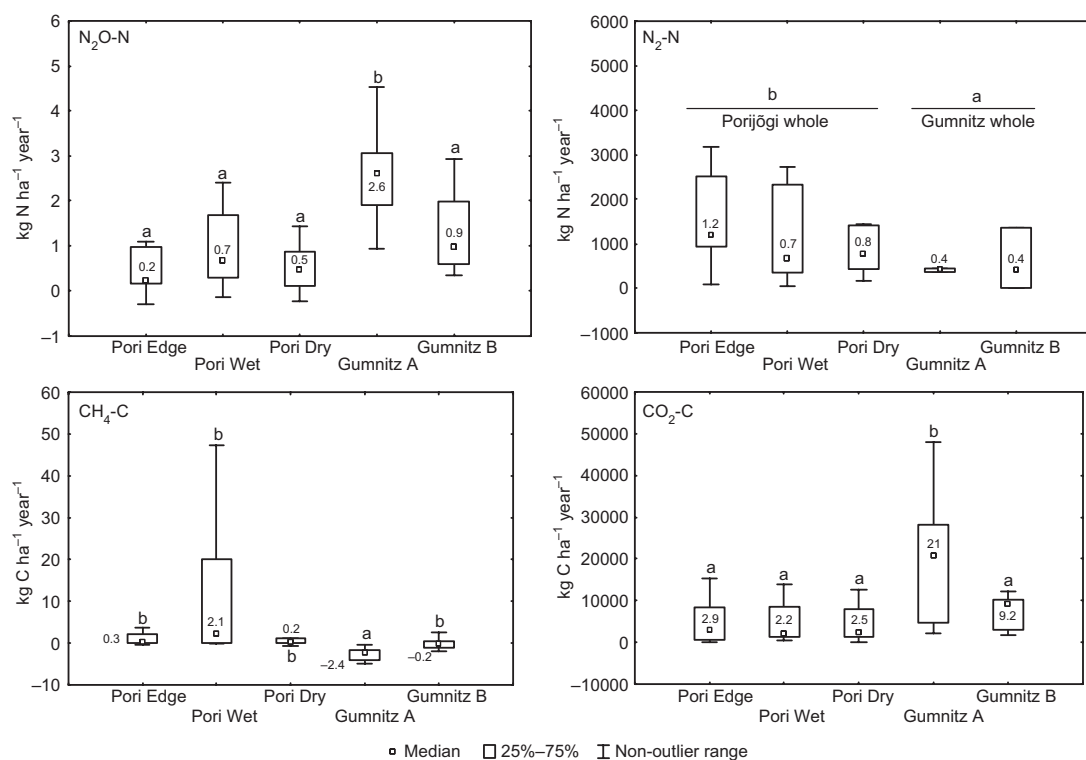 N₂O-N
kg N ha⁻¹ year⁻¹
6
5
4
3
2
1
0
–1
a
a
a
b
a
0.2
0.7
0.5
2.6
0.9
Pori Edge
Pori Wet
Pori Dry
Gumnitz A
Gumnitz B
N₂-N
kg N ha⁻¹ year⁻¹
6000
5000
4000
3000
2000
1000
0
–1000
b
a
Porijõgi whole
Gumnitz whole
1.2
0.7
0.8
0.4
0.4
Pori Edge
Pori Wet
Pori Dry
Gumnitz A
Gumnitz B
CH₄-C
kg C ha⁻¹ year⁻¹
60
50
40
30
20
10
0
–10
b
b
b
a
b
0.3
2.1
0.2
–2.4
–0.2
Pori Edge
Pori Wet
Pori Dry
Gumnitz A
Gumnitz B
CO₂-C
kg C ha⁻¹ year⁻¹
60000
50000
40000
30000
20000
10000
0
–10000
a
a
a
b
a
2.9
2.2
2.5
21
9.2
Pori Edge
Pori Wet
Pori Dry
Gumnitz A
Gumnitz B
Median 25%–75% Non-outlier range